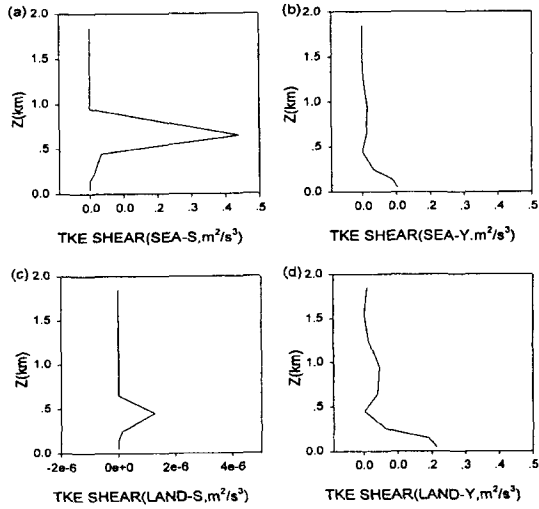 (a)
2.0
1.5
1.0
.5
0.0
Z(km)
0.0 0.0 .2 .3 .4 .5
TKE SHEAR(SEA-S,m²/s³)
(b)
2.0
1.5
1.0
.5
0.0
Z(km)
0.0 0.0 .2 .3 .4 .5
TKE SHEAR(SEA-Y.m²/s³)
(c)
2.0
1.5
1.0
.5
0.0
Z(km)
-2e-6 0e+0 2e-6 4e-6
TKE SHEAR(LAND-S,m²/s³)
(d)
2.0
1.5
1.0
.5
0.0
Z(km)
0.0 0.0 .2 .3 .4 .5
TKE SHEAR(LAND-Y,m²/s³)